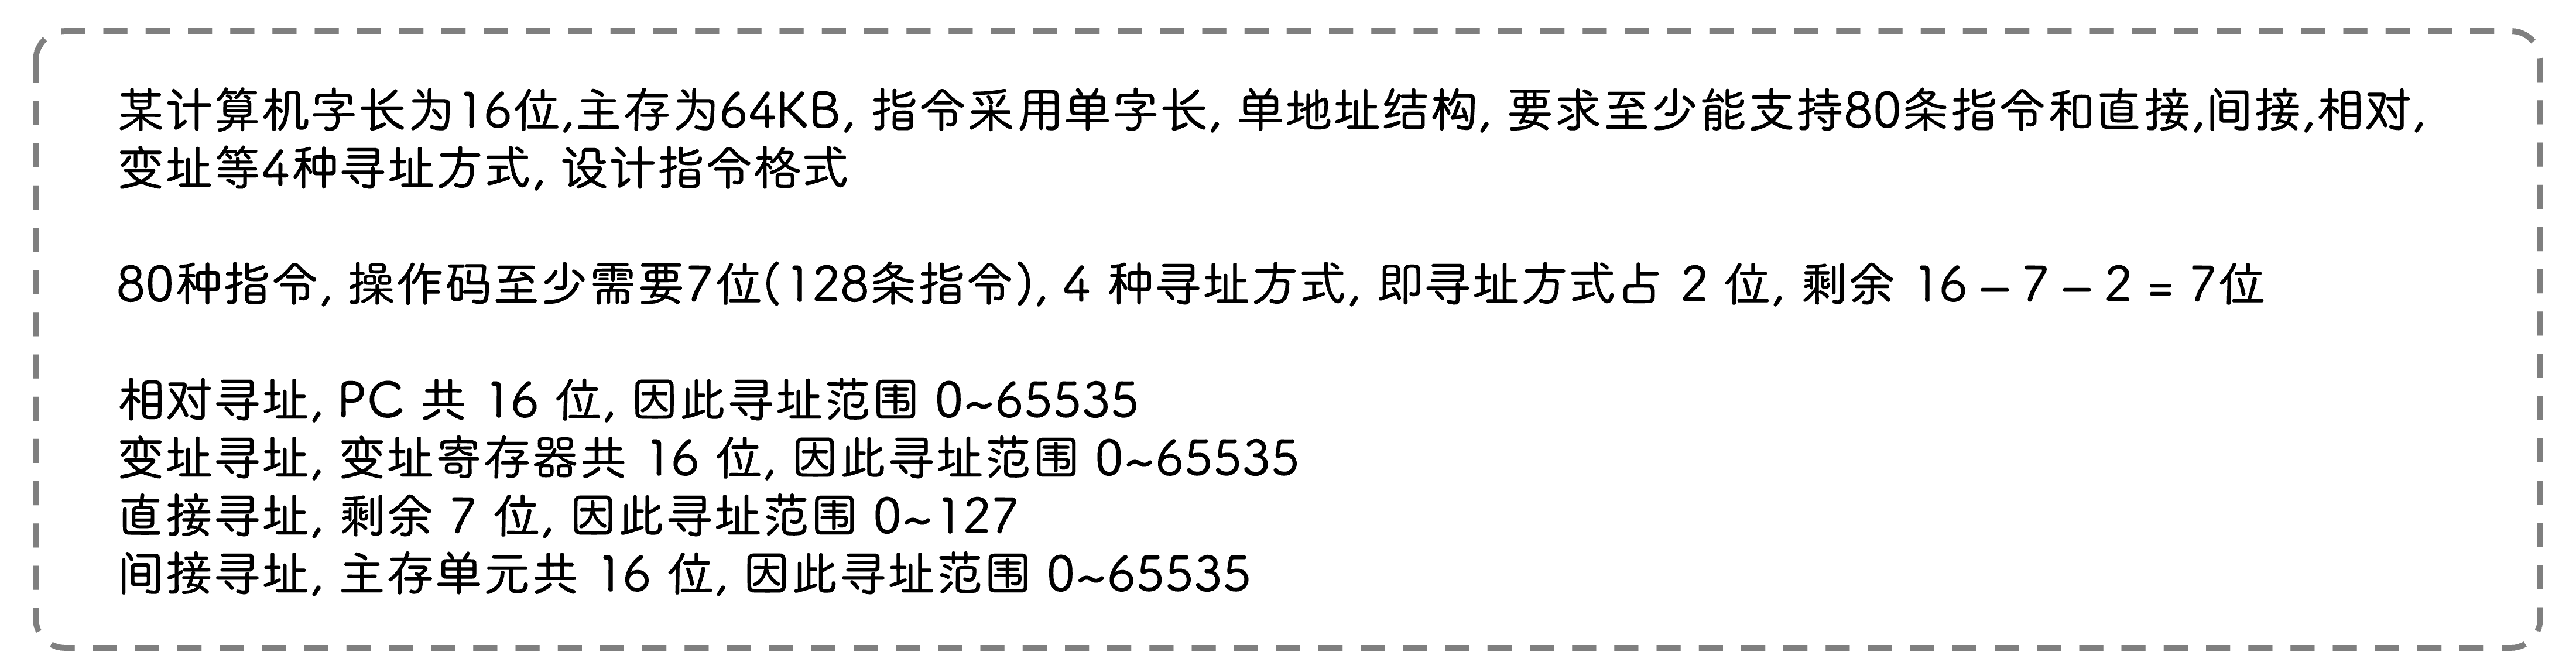 某计算机字长为16位,主存为64KB, 指令采用单字长, 单地址结构, 要求至少能支持80条指令和直接,间接,相对,
变址等4种寻址方式, 设计指令格式
80种指令, 操作码至少需要7位(128条指令), 4 种寻址方式, 即寻址方式占 2 位, 剩余 16 – 7 – 2 = 7位
相对寻址, PC 共 16 位, 因此寻址范围 0~65535
变址寻址, 变址寄存器共 16 位, 因此寻址范围 0~65535
直接寻址, 剩余 7 位, 因此寻址范围 0~127
间接寻址, 主存单元共 16 位, 因此寻址范围 0~65535